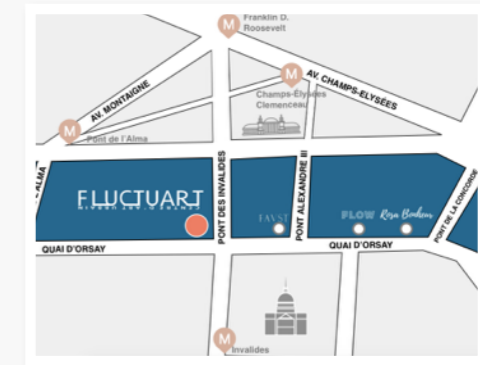 Franklin D.
Roosevelt
M
M
AV. CHAMPS-ELYSÉES
AV. MONTAIGNE
Champs-Élysées
Clemenceau
M
Pont de l'Alma
L'ALMA
FLUCTUART
PONT DES INVALIDES
FAVST
PONT ALEXANDRE III
FLOW
Rosa Bonheur
PONT DE LA CONCORDE
QUAI D'ORSAY
QUAI D'ORSAY
M
Invalides